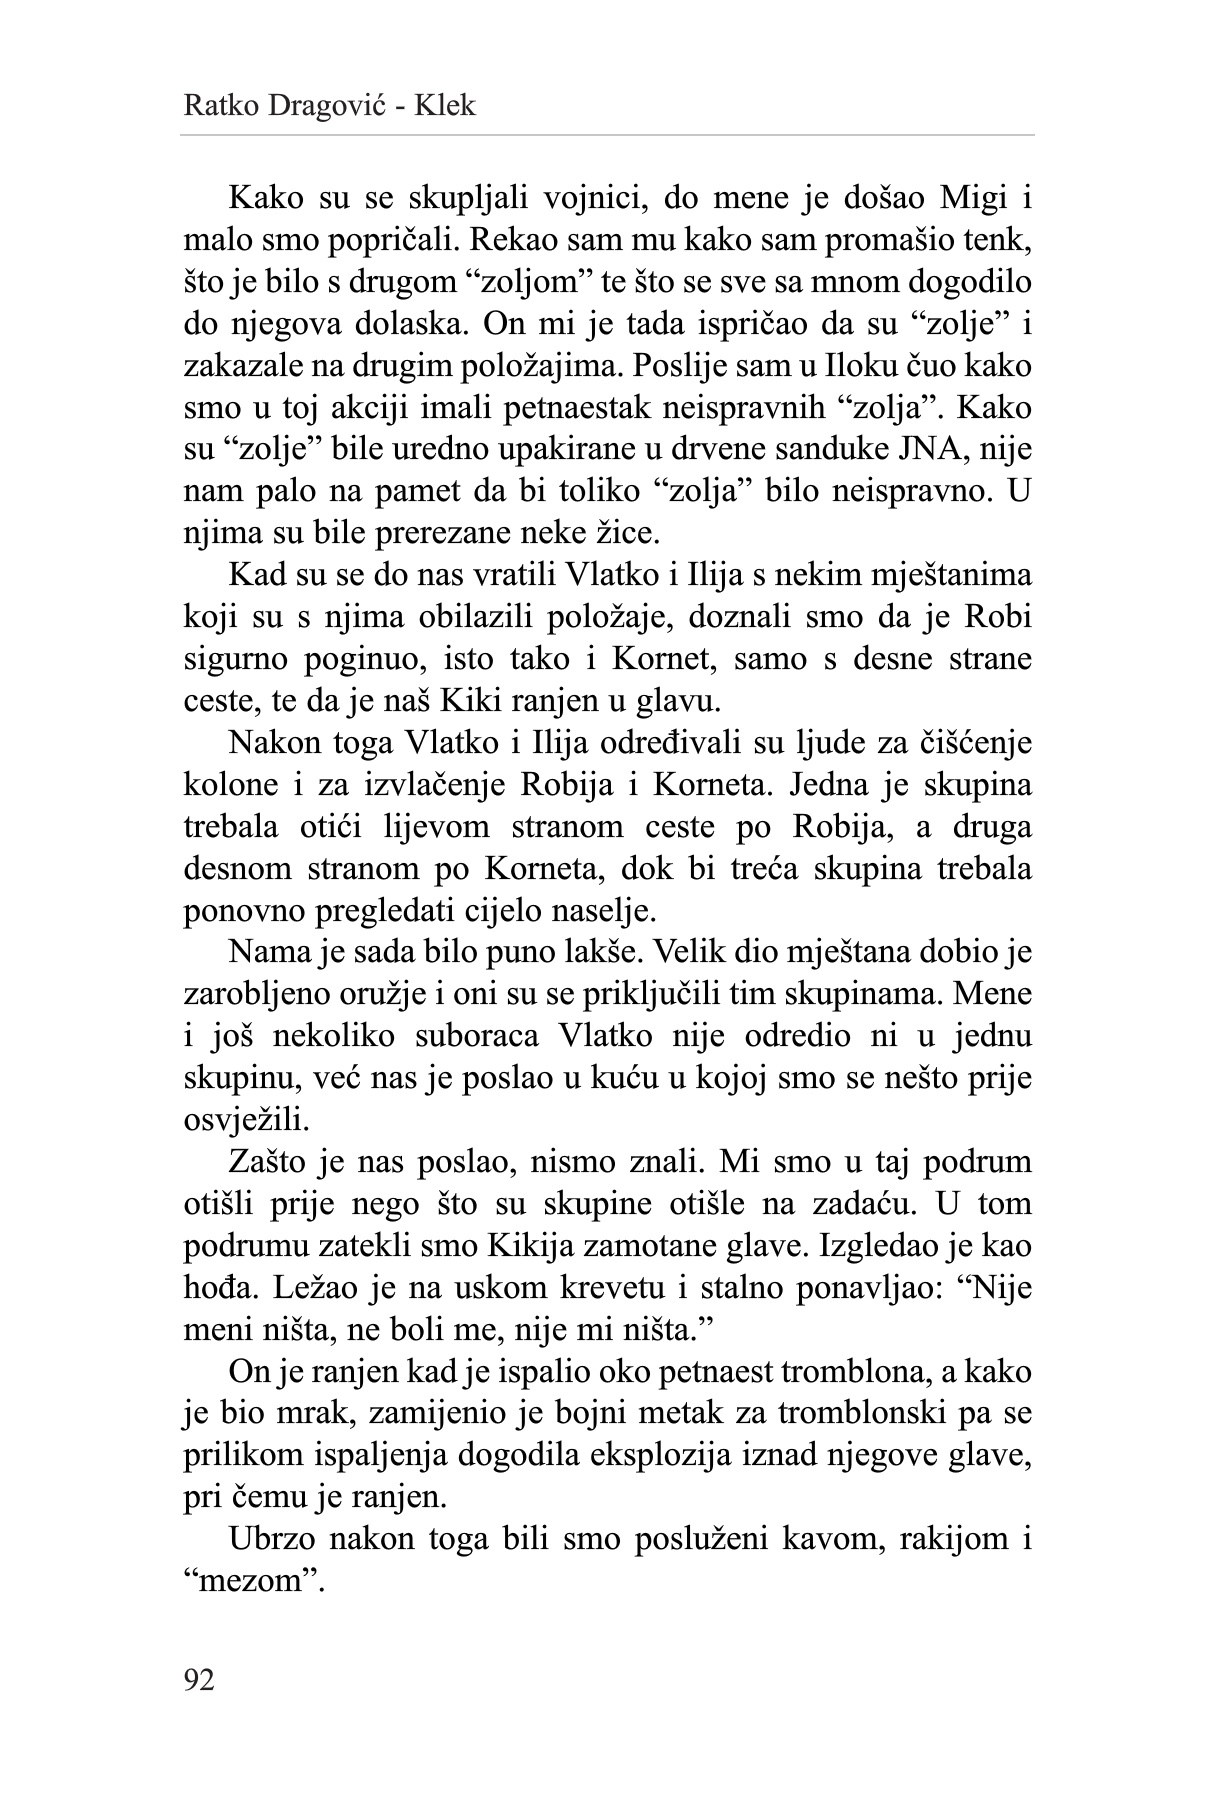 Ratko Dragović - Klek
Kako su se skupljali vojnici, do mene je došao Migi i
malo smo popričali. Rekao sam mu kako sam promašio tenk,
što je bilo s drugom “zoljom” te što se sve sa mnom dogodilo
do njegova dolaska. On mi je tada ispričao da su “zolje” i
zakazale na drugim položajima. Poslije sam u Iloku čuo kako
smo u toj akciji imali petnaestak neispravnih “zolja”. Kako
su “zolje” bile uredno upakirane u drvene sanduke JNA, nije
nam palo na pamet da bi toliko “zolja” bilo neispravno. U
njima su bile prerezane neke žice.
Kad su se do nas vratili Vlatko i Ilija s nekim mještanima
koji su s njima obilazili položaje, doznali smo da je Robi
sigurno poginuo, isto tako i Kornet, samo s desne strane
ceste, te da je naš Kiki ranjen u glavu.
Nakon toga Vlatko i Ilija određivali su ljude za čišćenje
kolone i za izvlačenje Robija i Korneta. Jedna je skupina
trebala otići lijevom stranom ceste po Robija, a druga
desnom stranom po Korneta, dok bi treća skupina trebala
ponovno pregledati cijelo naselje.
Nama je sada bilo puno lakše. Velik dio mještana dobio je
zarobljeno oružje i oni su se priključili tim skupinama. Mene
i još nekoliko suboraca Vlatko nije odredio ni u jednu
skupinu, već nas je poslao u kuću u kojoj smo se nešto prije
osvježili.
Zašto je nas poslao, nismo znali. Mi smo u taj podrum
otišli prije nego što su skupine otišle na zadaću. U tom
podrumu zatekli smo Kikija zamotane glave. Izgledao je kao
hođa. Ležao je na uskom krevetu i stalno ponavljao: “Nije
meni ništa, ne boli me, nije mi ništa.”
On je ranjen kad je ispalio oko petnaest tromblona, a kako
je bio mrak, zamijenio je bojni metak za tromblonski pa se
prilikom ispaljenja dogodila eksplozija iznad njegove glave,
pri čemu je ranjen.
Ubrzo nakon toga bili smo posluženi kavom, rakijom i
“mezom”.
92